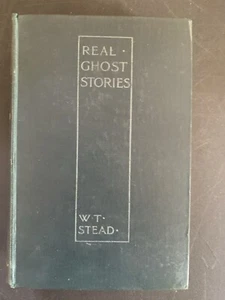 REAL ·
GHOST
STORIES
W T ·
STEAD ·